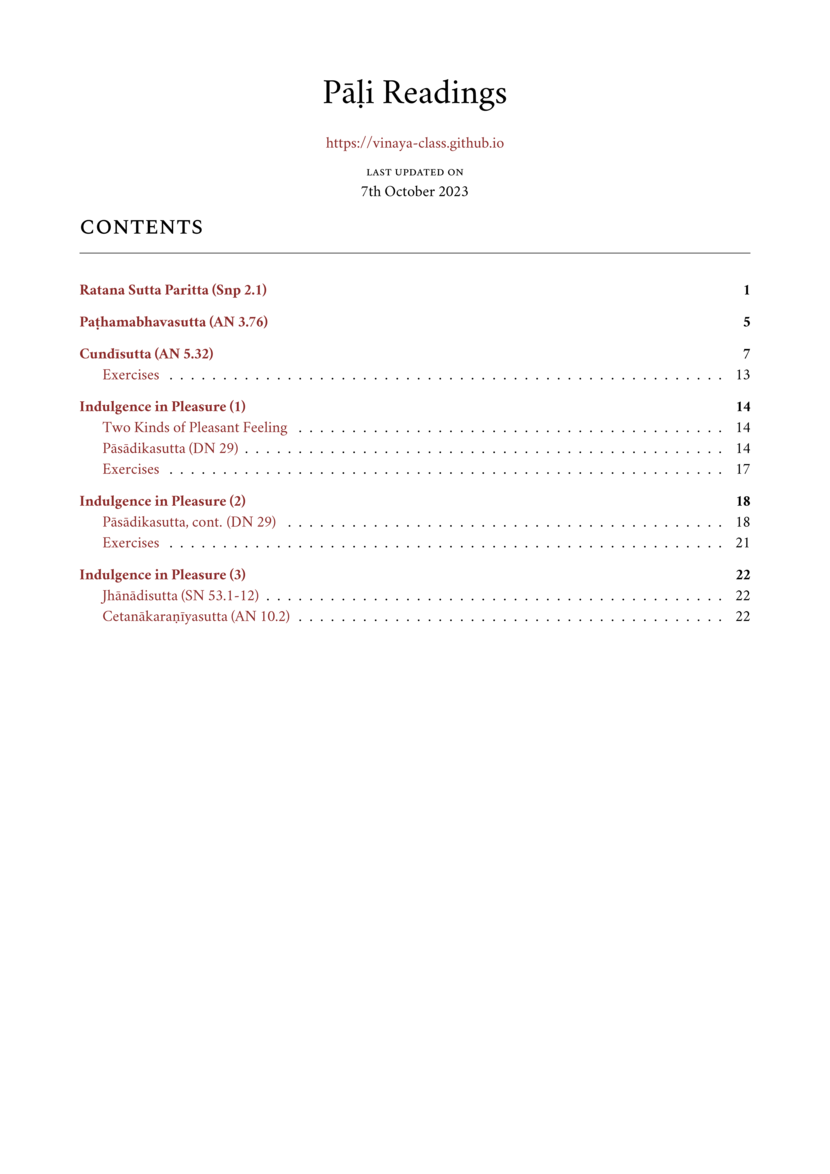 Pāḷi Readings
https://vinaya-class.github.io
LAST UPDATED ON
7th October 2023
CONTENTS
Ratana Sutta Paritta (Snp 2.1) 1
Paṭhamabhavasutta (AN 3.76) 5
Cundīsutta (AN 5.32) 7
Exercises . . . . . . . . . . . . . . . . . . . . . . . . . . . . . . . . . . . . . . . . . . . . . . . . . . . . 13
Indulgence in Pleasure (1) 14
Two Kinds of Pleasant Feeling . . . . . . . . . . . . . . . . . . . . . . . . . . . . . . . . . . . . . . . . 14
Pāsādikasutta (DN 29) . . . . . . . . . . . . . . . . . . . . . . . . . . . . . . . . . . . . . . . . . . . . . 14
Exercises . . . . . . . . . . . . . . . . . . . . . . . . . . . . . . . . . . . . . . . . . . . . . . . . . . . . 17
Indulgence in Pleasure (2) 18
Pāsādikasutta, cont. (DN 29) . . . . . . . . . . . . . . . . . . . . . . . . . . . . . . . . . . . . . . . . . 18
Exercises . . . . . . . . . . . . . . . . . . . . . . . . . . . . . . . . . . . . . . . . . . . . . . . . . . . . 21
Indulgence in Pleasure (3) 22
Jhānādisutta (SN 53.1-12) . . . . . . . . . . . . . . . . . . . . . . . . . . . . . . . . . . . . . . . . . . . 22
Cetanākaraṇīyasutta (AN 10.2) . . . . . . . . . . . . . . . . . . . . . . . . . . . . . . . . . . . . . . . . 22